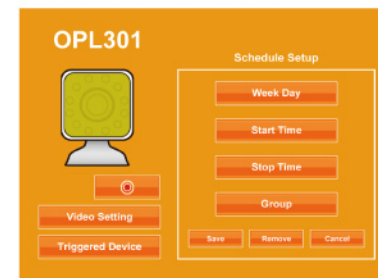 OPL301
Schedule Setup
Week Day
Start Time
Stop Time
Group
Save Remove Cancel
Video Setting
Triggered Device